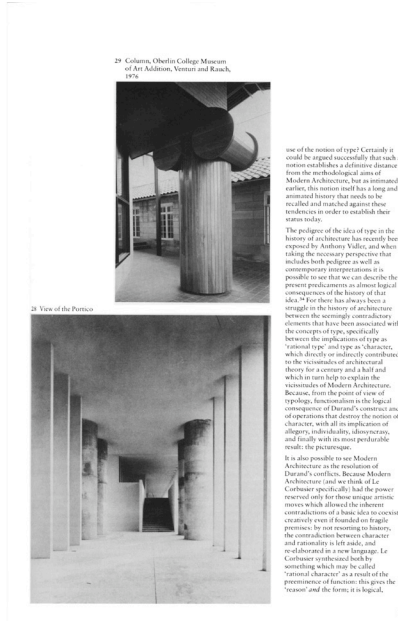 29 Column, Oberlin College Museum
of Art Addition, Venturi and Rauch,
1976
28 View of the Portico
use of the notion of type? Certainly it
could be argued successfully that such
notion establishes a definitive distance
from the methodological aims of
Modern Architecture, but as intimated
earlier, this notion itself has a long and
animated history that needs to be
recalled and matched against these
tendencies in order to establish their
status today.
The pedigree of the idea of type in the
history of architecture has recently bee
exposed by Anthony Vidler, and when
taking the necessary perspective that
includes both pedigree as well as
contemporary interpretations it is
possible to see that we can describe the
present predicaments as almost logical
consequences of the history of that
idea.34 For there has always been a
struggle in the history of architecture
between the seemingly contradictory
elements that have been associated wit
the concepts of type, specifically
between the implications of type as
'rational type' and type as 'character,
which directly or indirectly contributed
to the vicissitudes of architectural
theory for a century and a half and
which in turn help to explain the
vicissitudes of Modern Architecture.
Because, from the point of view of
typology, functionalism is the logical
consequence of Durand's construct and
of operations that destroy the notion of
character, with all its implication of
allegory, individuality, idiosyncrasy,
and finally with its most perdurable
result: the picturesque.
It is also possible to see Modern
Architecture as the resolution of
Durand's conflicts. Because Modern
Architecture (and we think of Le
Corbusier specifically) had the power
reserved only for those unique artistic
moves which allowed the inherent
contradictions of a basic idea to coexist
creatively even if founded on fragile
premises: by not resorting to history,
the contradiction between character
and rationality is left aside, and
re-elaborated in a new language. Le
Corbusier synthesized both by
something which may be called
'rational character' as a result of the
preeminence of function: this gives the
'reason' and the form; it is logical,